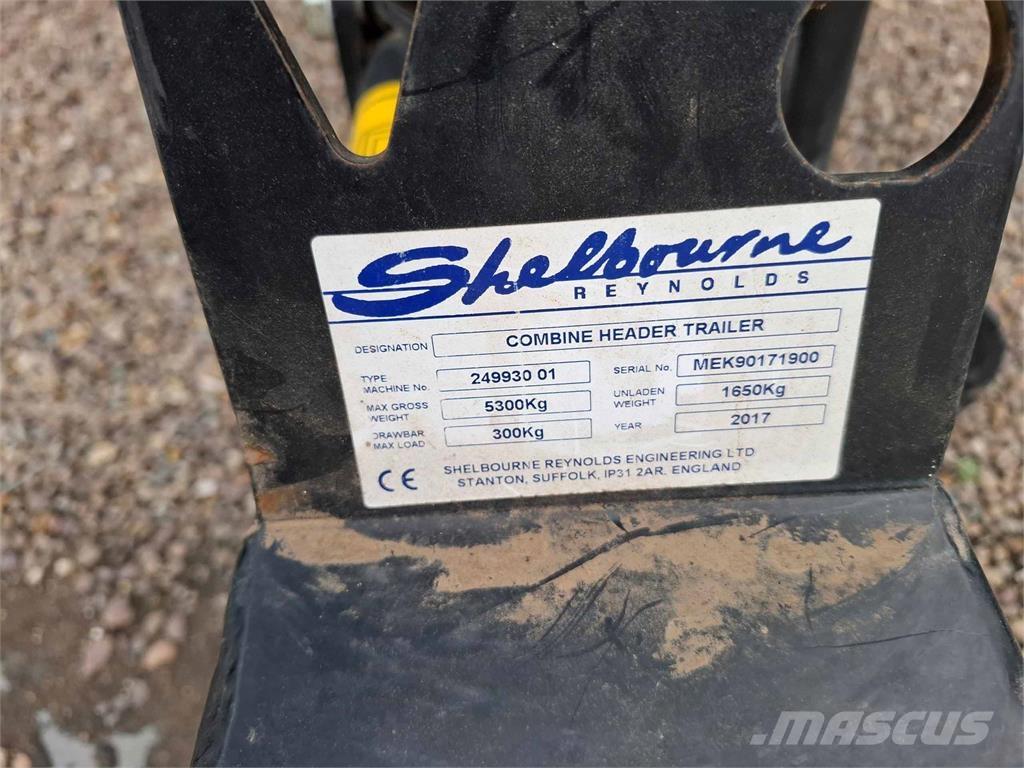 Shelbourne
REYNOLDS
DESIGNATION COMBINE HEADER TRAILER
TYPE
MACHINE No. 249930 01 SERIAL No. MEK90171900
MAX GROSS
WEIGHT 5300Kg UNLADEN
WEIGHT 1650Kg
DRAWBAR
MAX LOAD 300Kg YEAR 2017
CE SHELBOURNE REYNOLDS ENGINEERING LTD
STANTON, SUFFOLK, IP31 2AR. ENGLAND
MASCUS